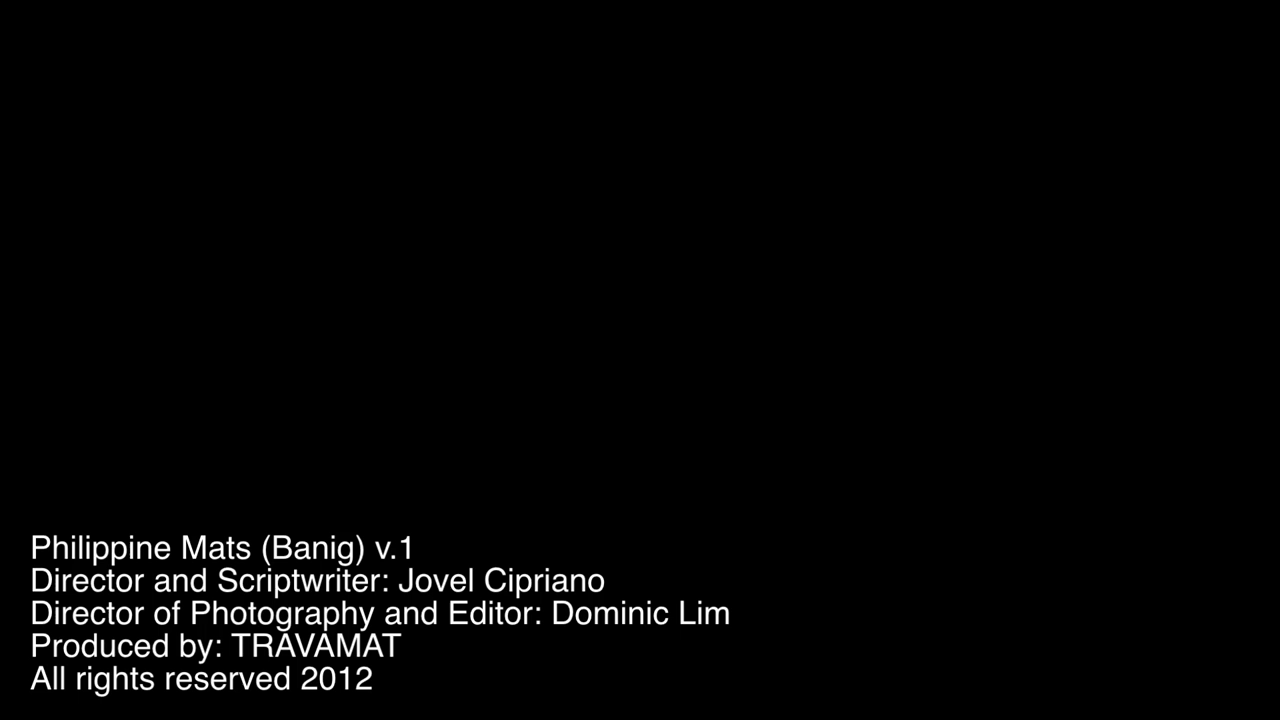 Philippine Mats (Banig) v.1
Director and Scriptwriter: Jovel Cipriano
Director of Photography and Editor: Dominic Lim
Produced by: TRAVAMAT
All rights reserved 2012